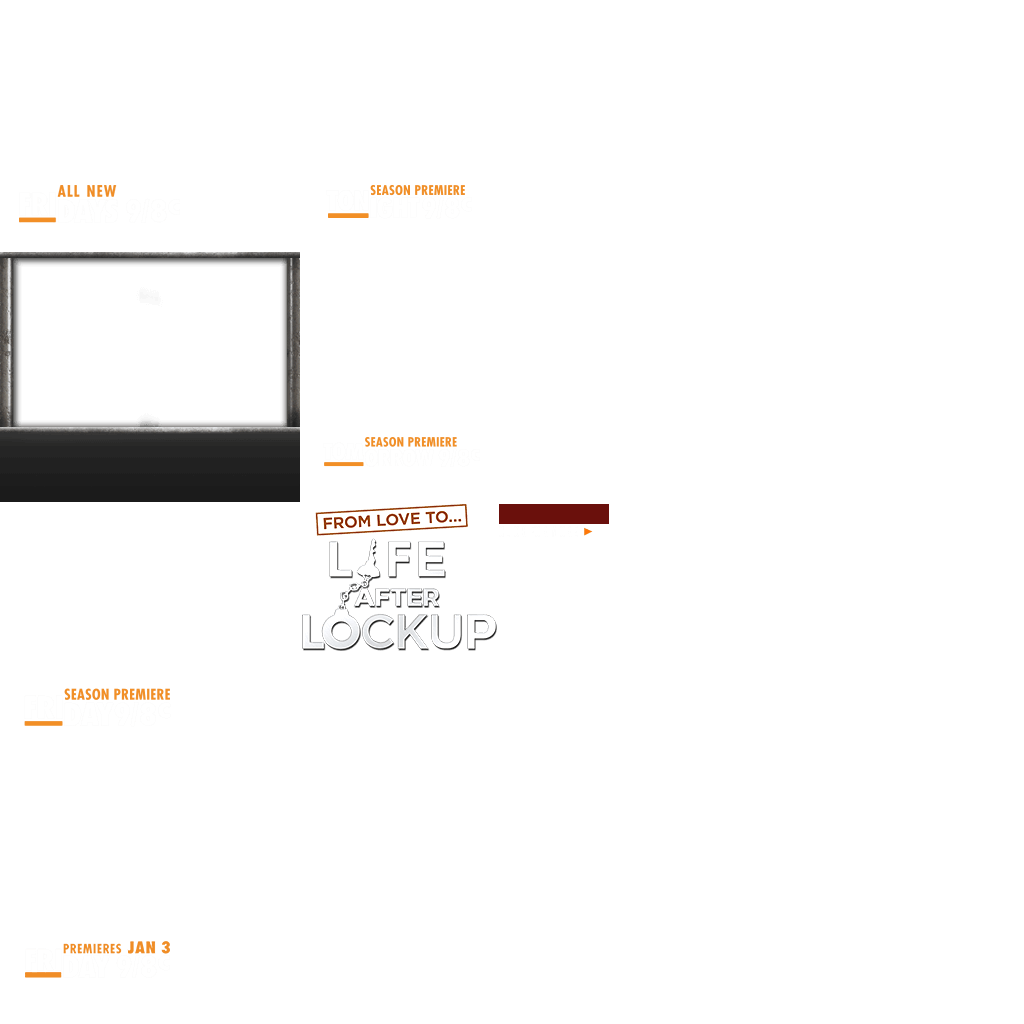 ALL NEW
SEASON PREMIERE
SEASON PREMIERE
FROM LOVE TO...
LIFE
AFTER
LOCKUP
SEASON PREMIERE
PREMIERES JAN 3